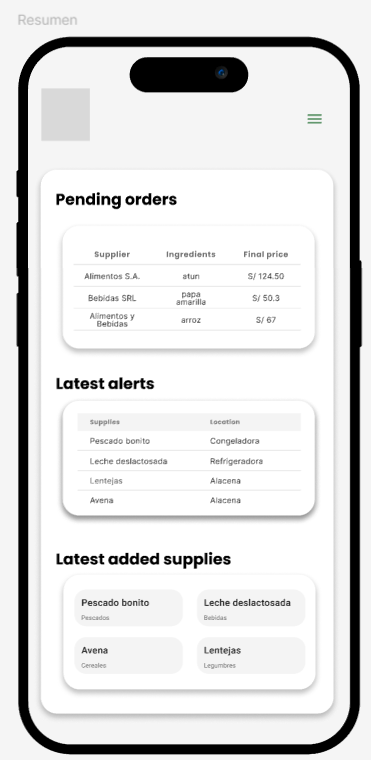 Resumen
Pending orders
Supplier Ingredients Final price
Alimentos S.A. atun S/ 124.50
Bebidas SRL papa amarilla S/ 50.3
Alimentos y Bebidas arroz S/ 67
Latest alerts
Supplies Location
Pescado bonito Congeladora
Leche deslactosada Refrigeradora
Lentejas Alacena
Avena Alacena
Latest added supplies
Pescado bonito Leche deslactosada
Pescados Bebidas
Avena Lentejas
Cereales Legumbres